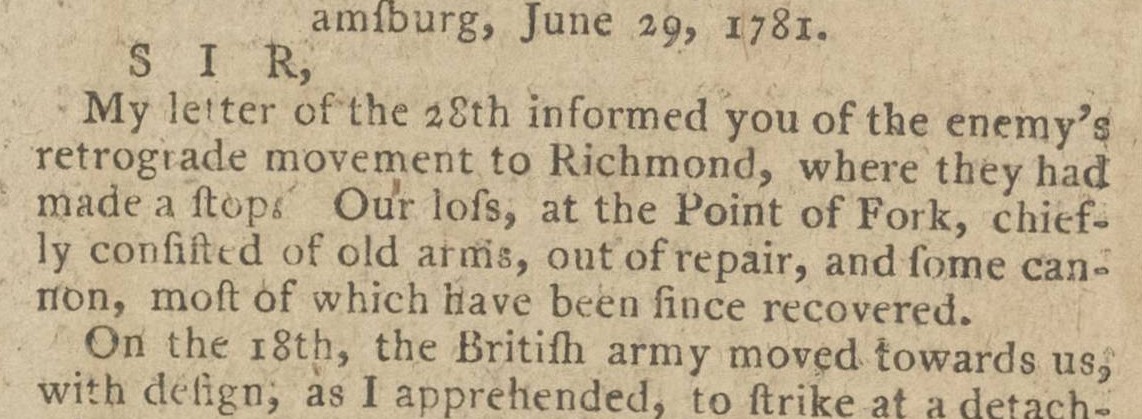 amſburg, June 29, 1781.
S I R,
My letter of the 28th informed you of the enemy's
retrograde movement to Richmond, where they had
made a ſtop. Our loſs, at the Point of Fork, chief-
ly conſiſted of old arms, out of repair, and ſome can-
non, moſt of which have been ſince recovered.
On the 18th, the Britiſh army moved towards us,
with deſign, as I apprehended, to ſtrike at a detach-